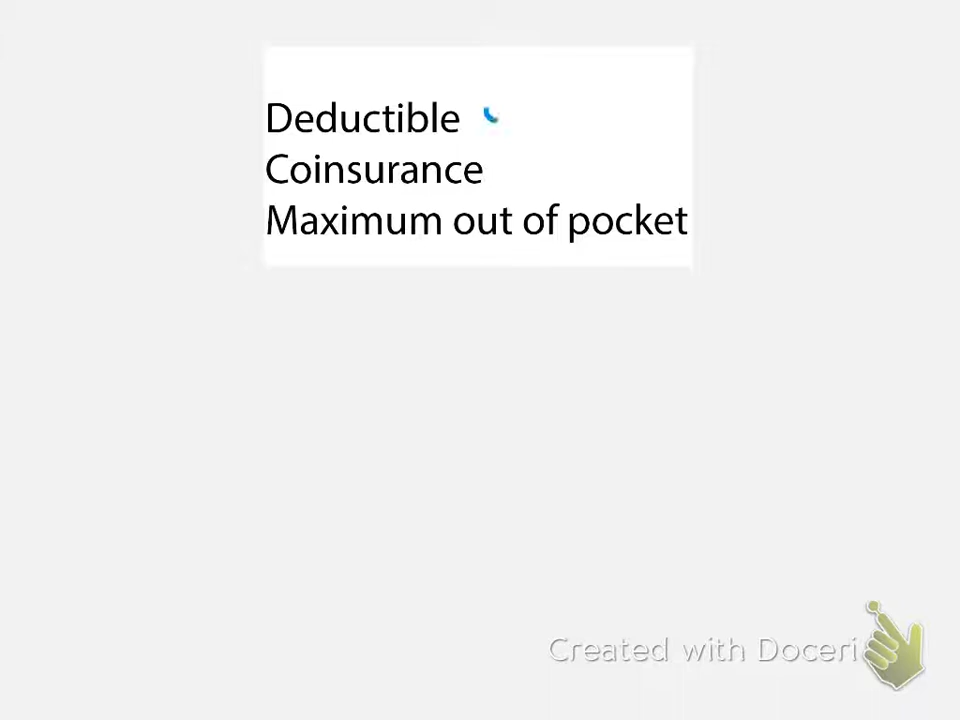 Deductible
Coinsurance
Maximum out of pocket
Created with Doceri